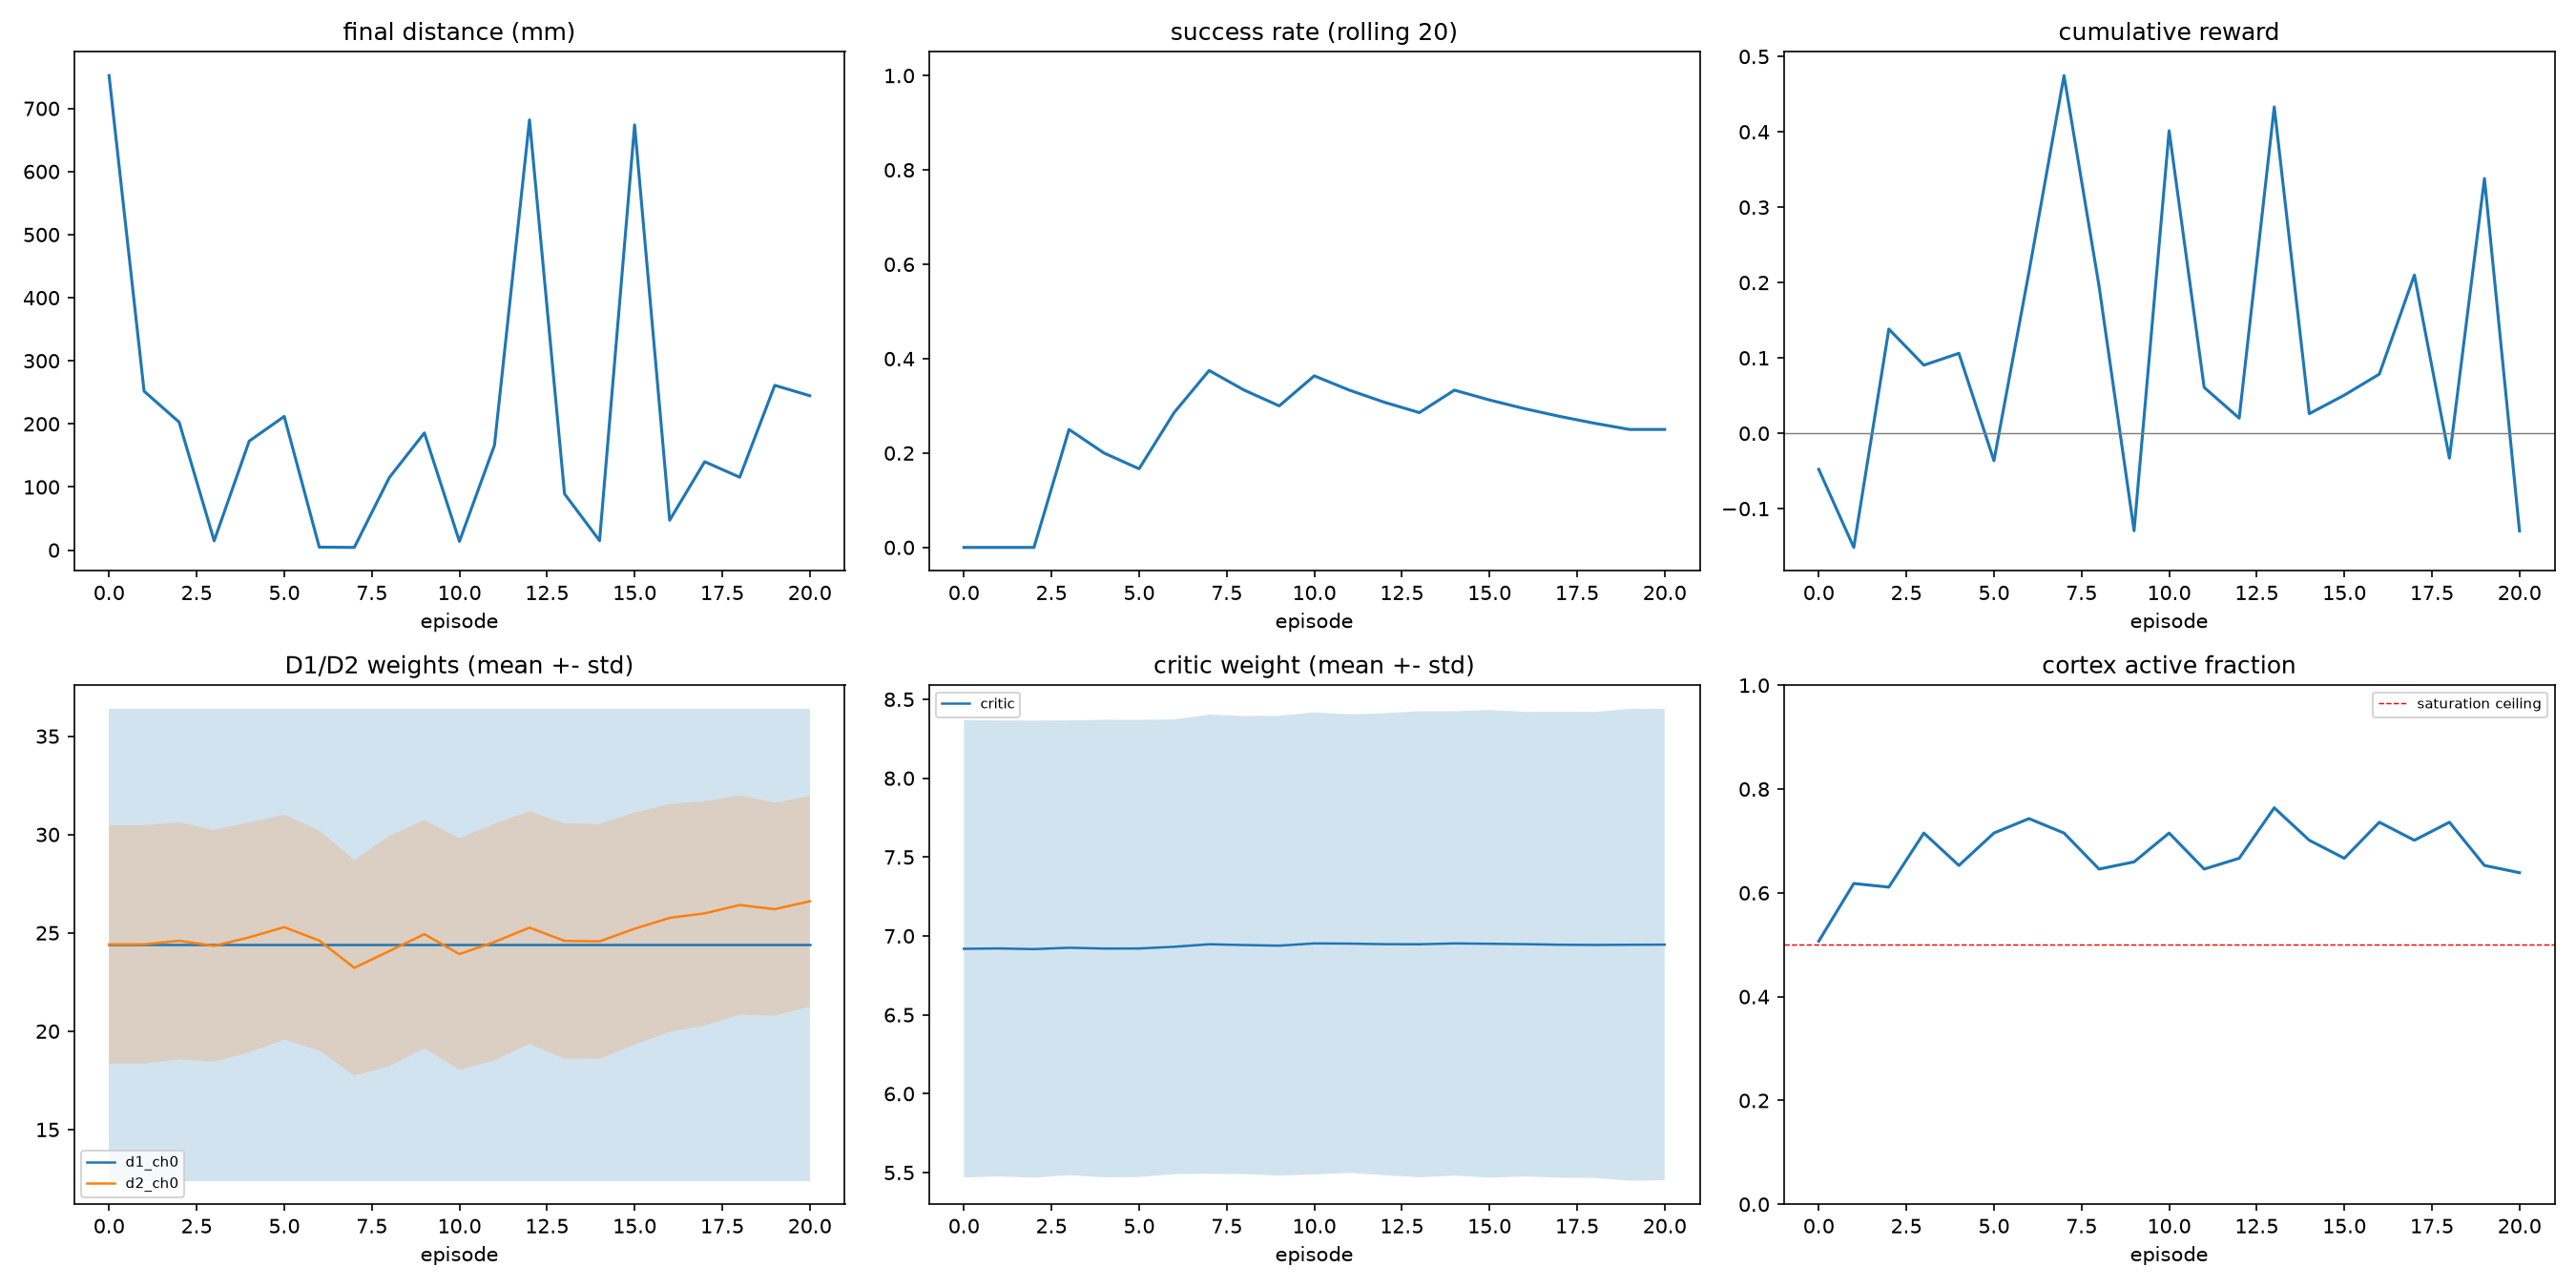 final distance (mm)
700
600
500
400
300
200
100
0
0.0 2.5 5.0 7.5 10.0 12.5 15.0 17.5 20.0
episode
success rate (rolling 20)
1.0
0.8
0.6
0.4
0.2
0.0
0.0 2.5 5.0 7.5 10.0 12.5 15.0 17.5 20.0
episode
cumulative reward
0.5
0.4
0.3
0.2
0.1
0.0
−0.1
0.0 2.5 5.0 7.5 10.0 12.5 15.0 17.5 20.0
episode
D1/D2 weights (mean +- std)
35
30
25
20
15
d1_ch0
d2_ch0
0.0 2.5 5.0 7.5 10.0 12.5 15.0 17.5 20.0
episode
critic weight (mean +- std)
critic
8.5
8.0
7.5
7.0
6.5
6.0
5.5
0.0 2.5 5.0 7.5 10.0 12.5 15.0 17.5 20.0
episode
cortex active fraction
saturation ceiling
1.0
0.8
0.6
0.4
0.2
0.0
0.0 2.5 5.0 7.5 10.0 12.5 15.0 17.5 20.0
episode